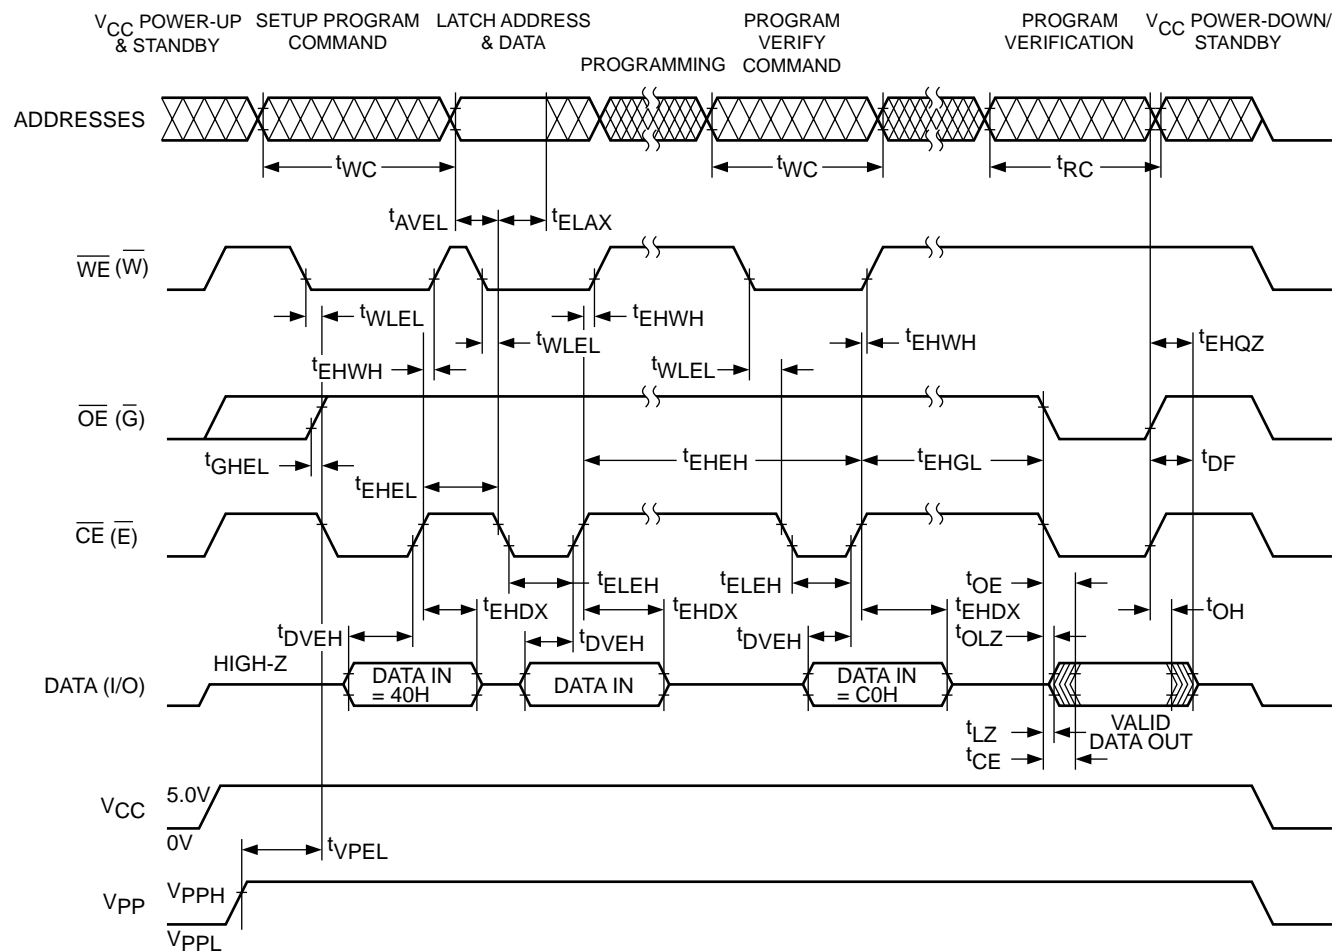 VCC POWER-UP
& STANDBY
SETUP PROGRAM
COMMAND
LATCH ADDRESS
& DATA
PROGRAMMING
PROGRAM
VERIFY
COMMAND
PROGRAM
VERIFICATION
VCC POWER-DOWN/
STANDBY
ADDRESSES
tWC
tWC
tRC
tAVEL
tELAX
WE (W)
tWLEL
tEHWH
tWLEL
tEHWH
tWLEL
tEHWH
tEHQZ
OE (G)
tGHEL
tEHEL
tEHEH
tEHGL
tDF
CE (E)
tELEH
tELEH
tOE
tEHDX
tEHDX
tEHDX
tOH
tDVEH
tDVEH
tDVEH
tOLZ
HIGH-Z
DATA (I/O)
DATA IN
= 40H
DATA IN
DATA IN
= C0H
VALID
DATA OUT
tLZ
tCE
VCC
5.0V
0V
tVPEL
VPP
VPPH
VPPL